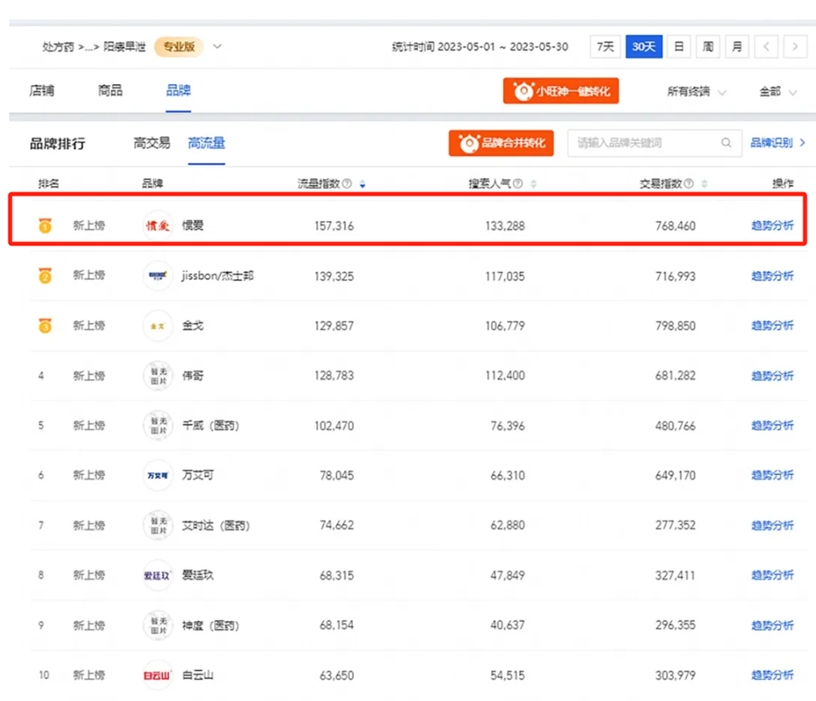 处方药 >...> 阳痿早泄 专业版 统计时间 2023-05-01 ~ 2023-05-30 7天 30天 日 周 月 < >
店铺 商品 品牌 小旺神一键转化 所有终端 全部
品牌排行 高交易 高流量 品牌合并转化 请输入品牌关键词 品牌识别 >
排名 品牌 流量指数 搜索人气 交易指数 操作
1 新上榜 惯爱 惯爱 157,316 133,288 768,460 趋势分析
2 新上榜 jissbon/杰士邦 139,325 117,035 716,993 趋势分析
3 新上榜 金戈 金戈 129,857 106,779 798,850 趋势分析
4 新上榜 暂无图片 伟哥 128,783 112,400 681,282 趋势分析
5 新上榜 暂无图片 千威（医药） 102,470 76,396 480,766 趋势分析
6 新上榜 万艾可 万艾可 78,045 66,310 649,170 趋势分析
7 新上榜 暂无图片 艾时达（医药） 74,662 62,880 277,352 趋势分析
8 新上榜 爱廷玖 爱廷玖 68,315 47,849 327,411 趋势分析
9 新上榜 暂无图片 神度（医药） 68,154 40,637 296,355 趋势分析
10 新上榜 白云山 白云山 63,650 54,515 303,979 趋势分析